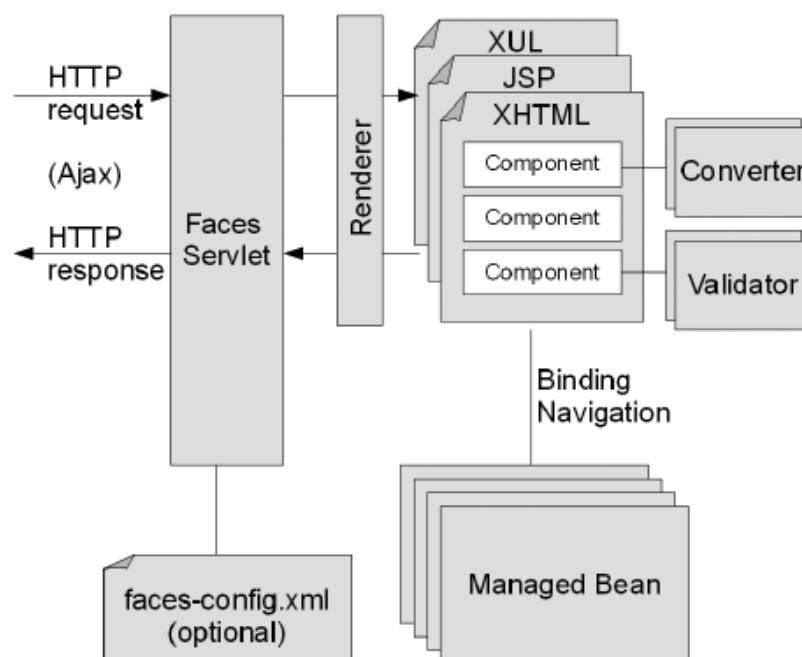 HTTP
request
(Ajax)
HTTP
response
Faces
Servlet
Renderer
XUL
JSP
XHTML
Component
Component
Component
Converter
Validator
Binding
Navigation
faces-config.xml
(optional)
Managed Bean